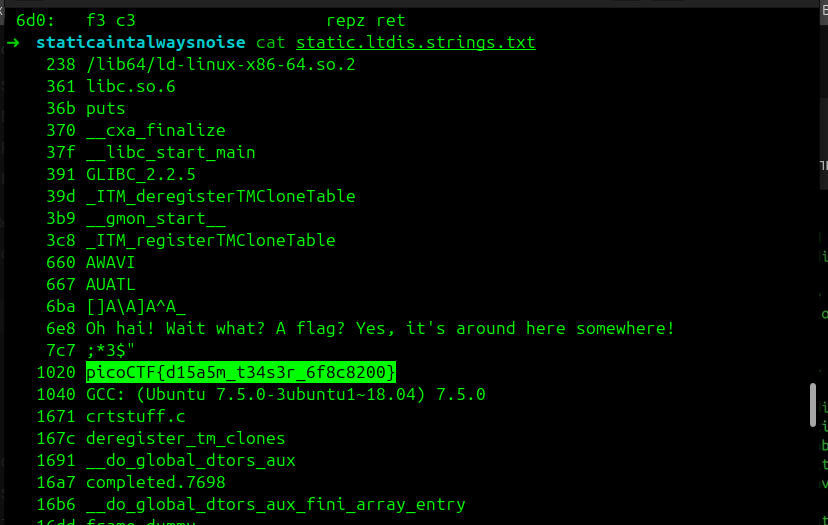 6d0: f3 c3 repz ret
→ staticaintalwaysnoise cat static.ltdis.strings.txt
238 /lib64/ld-linux-x86-64.so.2
361 libc.so.6
36b puts
370 __cxa_finalize
37f __libc_start_main
391 GLIBC_2.2.5
39d _ITM_deregisterTMCloneTable
3b9 __gmon_start__
3c8 _ITM_registerTMCloneTable
660 AWAVI
667 AUATL
6ba []A\A]A^A_
6e8 Oh hai! Wait what? A flag? Yes, it's around here somewhere!
7c7 ;*3$"
1020 picoCTF{d15a5m_t34s3r_6f8c8200}
1040 GCC: (Ubuntu 7.5.0-3ubuntu1~18.04) 7.5.0
1671 crtstuff.c
167c deregister_tm_clones
1691 __do_global_dtors_aux
16a7 completed.7698
16b6 __do_global_dtors_aux_fini_array_entry
16dd frame_dummy